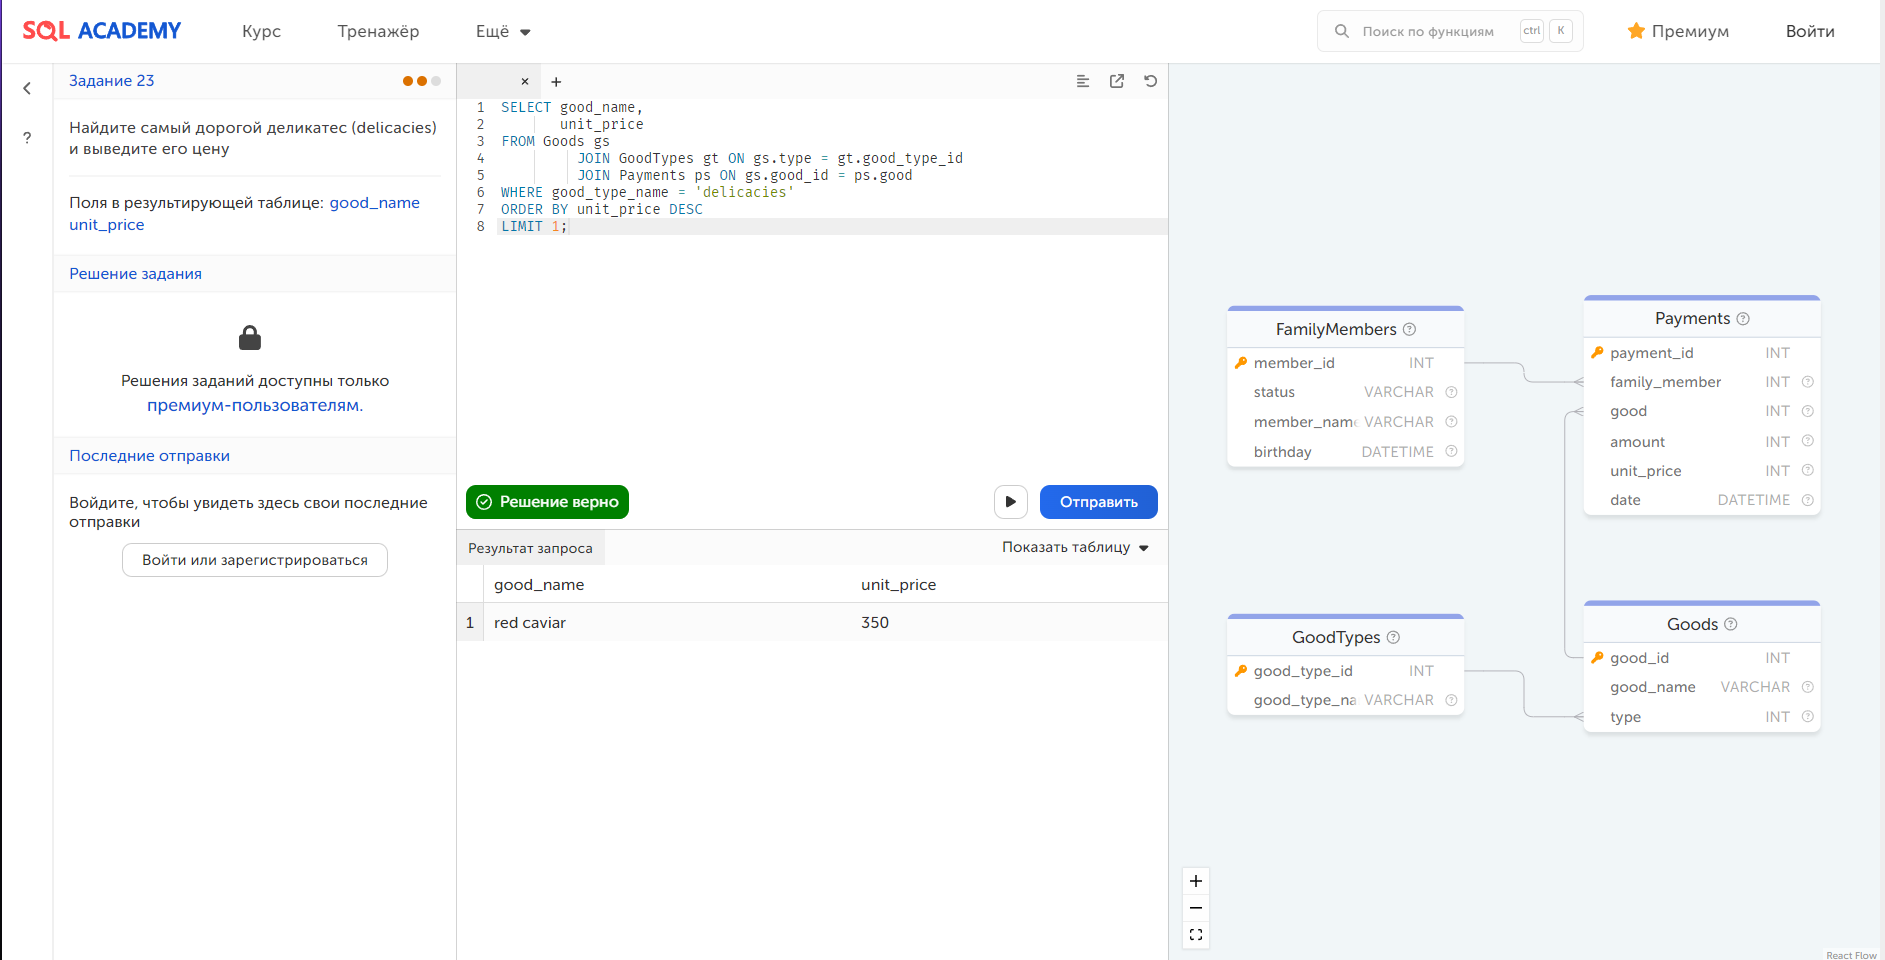 SQL ACADEMY
Курс
Тренажёр
Ещё
Поиск по функциям
ctrl
K
Премиум
Войти
Задание 23
?
Найдите самый дорогой деликатес (delicacies)
и выведите его цену
Поля в результирующей таблице: good_name
unit_price
Решение задания
Решения заданий доступны только
премиум-пользователям.
Последние отправки
Войдите, чтобы увидеть здесь свои последние
отправки
Войти или зарегистрироваться
× +
1 SELECT good_name,
2 unit_price
3 FROM Goods gs
4 JOIN GoodTypes gt ON gs.type = gt.good_type_id
5 JOIN Payments ps ON gs.good_id = ps.good
6 WHERE good_type_name = 'delicacies'
7 ORDER BY unit_price DESC
8 LIMIT 1;
Решение верно
Отправить
Результат запроса
Показать таблицу
good_name unit_price
1 red caviar 350
FamilyMembers ?
member_id INT
status VARCHAR ?
member_name VARCHAR ?
birthday DATETIME ?
Payments ?
payment_id INT
family_member INT ?
good INT ?
amount INT ?
unit_price INT ?
date DATETIME ?
GoodTypes ?
good_type_id INT
good_type_na VARCHAR ?
Goods ?
good_id INT
good_name VARCHAR ?
type INT ?
React Flow